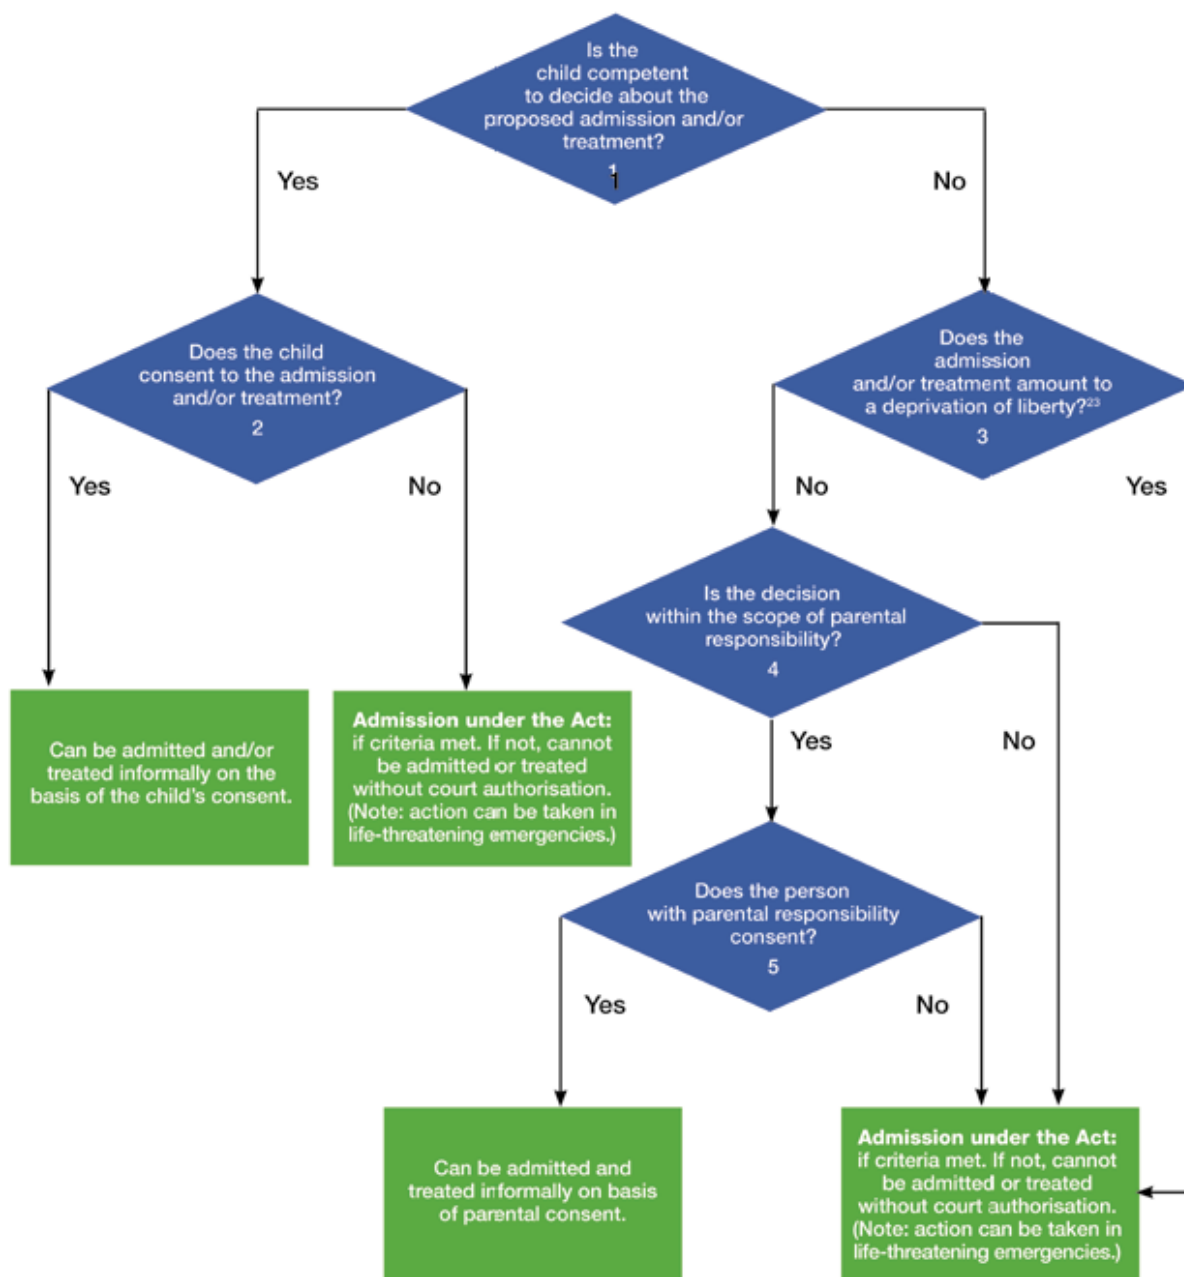 Is the
child competent
to decide about the
proposed admission and/or
treatment?
1
1
Yes
No
Does the child
consent to the admission
and/or treatment?
2
Does the
admission
and/or treatment amount to
a deprivation of liberty?²³
3
Yes
No
No
Yes
Is the decision
within the scope of parental
responsibility?
4
Can be admitted and/or
treated informally on the
basis of the child's consent.
Admission under the Act:
if criteria met. If not, cannot
be admitted or treated
without court authorisation.
(Note: action can be taken in
life-threatening emergencies.)
Yes
No
Does the person
with parental responsibility
consent?
5
Yes
No
Can be admitted and
treated informally on basis
of parental consent.
Admission under the Act:
if criteria met. If not, cannot
be admitted or treated
without court authorisation.
(Note: action can be taken in
life-threatening emergencies.)